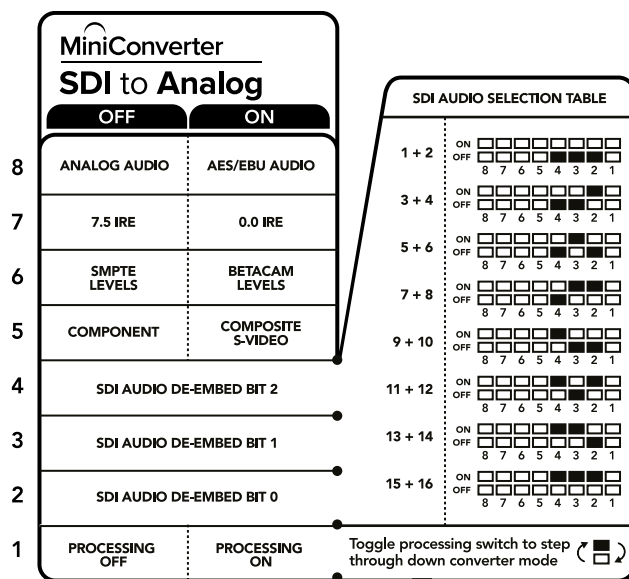 MiniConverter
SDI to Analog
OFF ON
8 ANALOG AUDIO AES/EBU AUDIO
7 7.5 IRE 0.0 IRE
6 SMPTE LEVELS BETACAM LEVELS
5 COMPONENT COMPOSITE S-VIDEO
4 SDI AUDIO DE-EMBED BIT 2
3 SDI AUDIO DE-EMBED BIT 1
2 SDI AUDIO DE-EMBED BIT 0
1 PROCESSING OFF PROCESSING ON
SDI AUDIO SELECTION TABLE
1 + 2 ON
OFF
8 7 6 5 4 3 2 1
3 + 4 ON
OFF
8 7 6 5 4 3 2 1
5 + 6 ON
OFF
8 7 6 5 4 3 2 1
7 + 8 ON
OFF
8 7 6 5 4 3 2 1
9 + 10 ON
OFF
8 7 6 5 4 3 2 1
11 + 12 ON
OFF
8 7 6 5 4 3 2 1
13 + 14 ON
OFF
8 7 6 5 4 3 2 1
15 + 16 ON
OFF
8 7 6 5 4 3 2 1
Toggle processing switch to step
through down converter mode